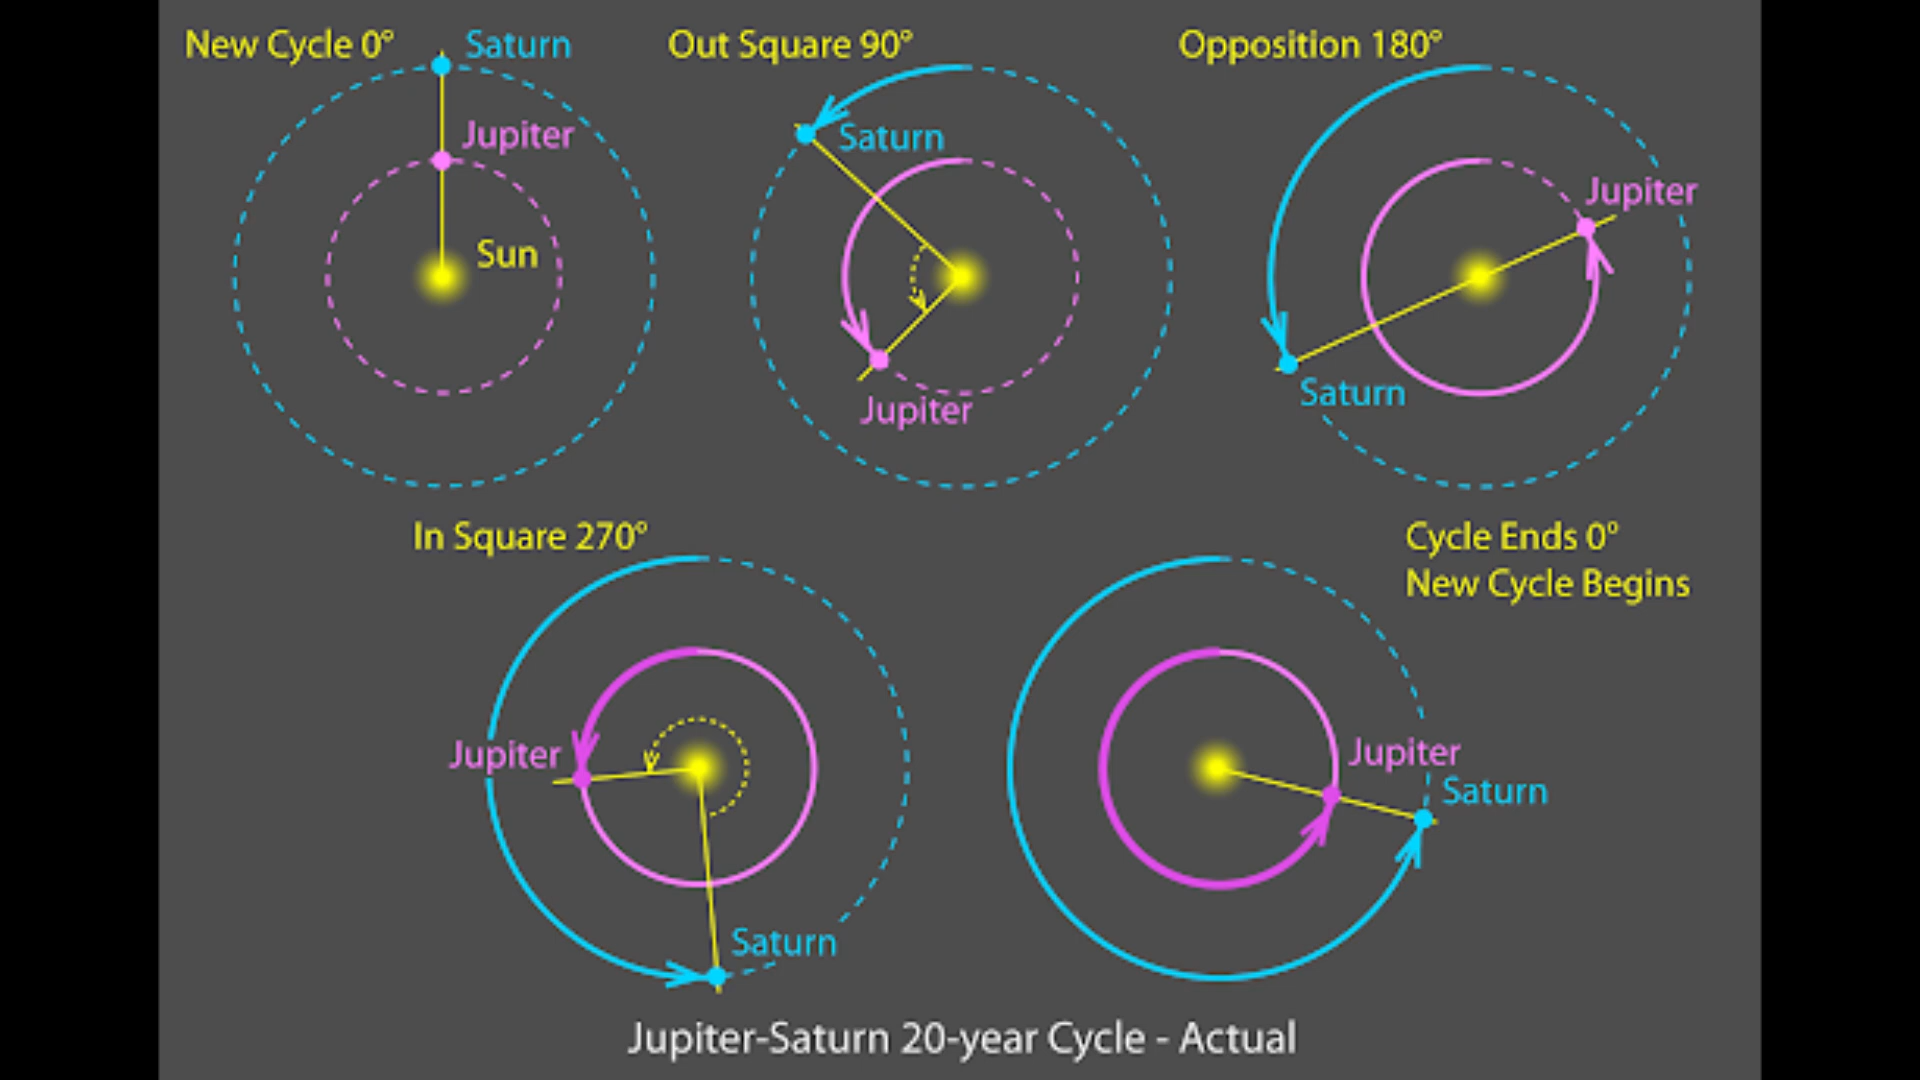 New Cycle 0°
Saturn
Jupiter
Sun
Out Square 90°
Saturn
Jupiter
Opposition 180°
Jupiter
Saturn
In Square 270°
Jupiter
Saturn
Cycle Ends 0°
New Cycle Begins
Jupiter
Saturn
Jupiter-Saturn 20-year Cycle - Actual